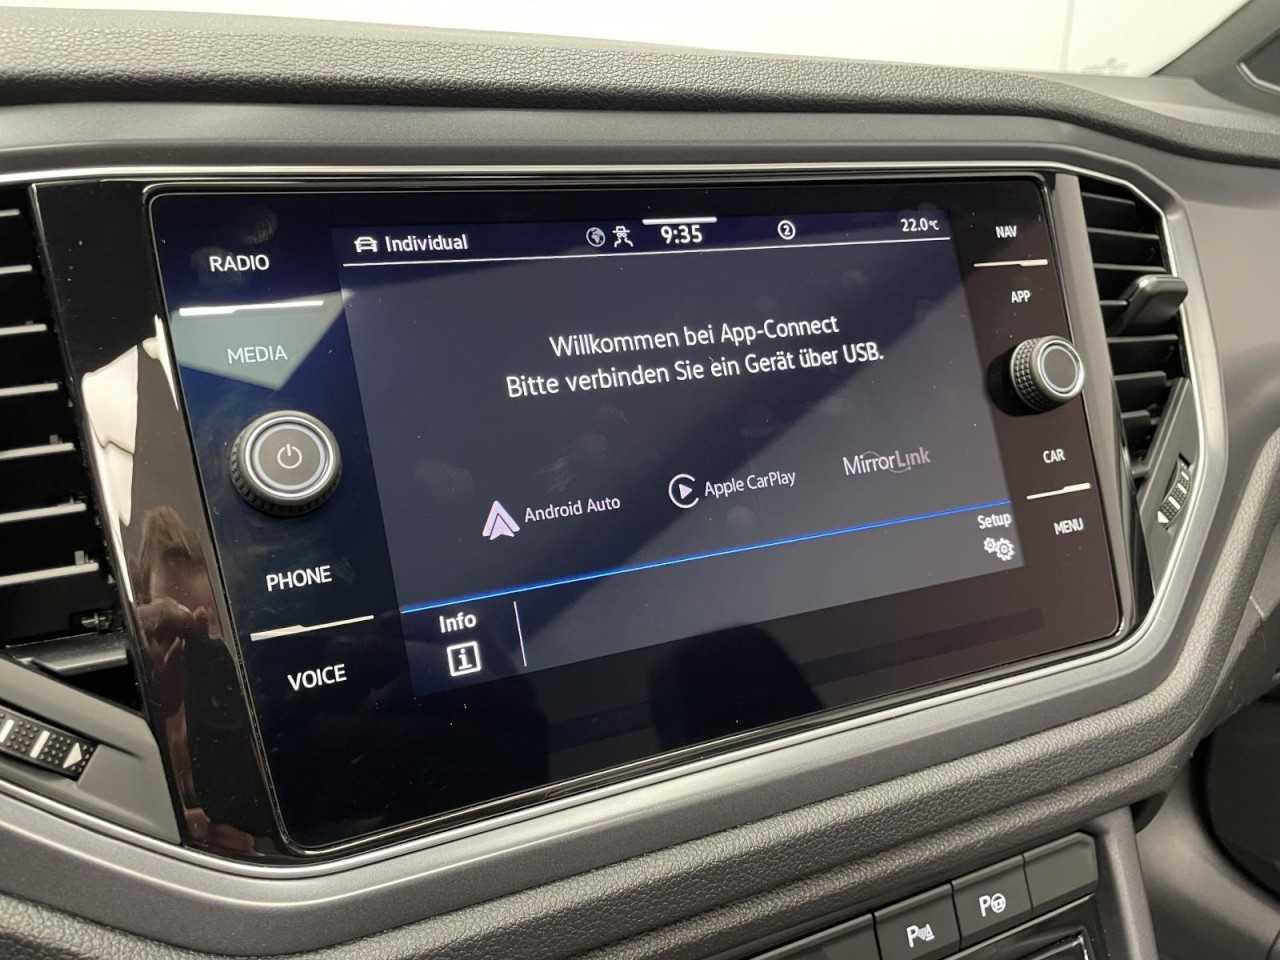 RADIO
MEDIA
PHONE
VOICE
Individual
9:35
2
22.0°C
Willkommen bei App-Connect
Bitte verbinden Sie ein Gerät über USB.
Android Auto
Apple CarPlay
MirrorLink
Setup
Info
i
NAV
APP
CAR
MENU
P
P